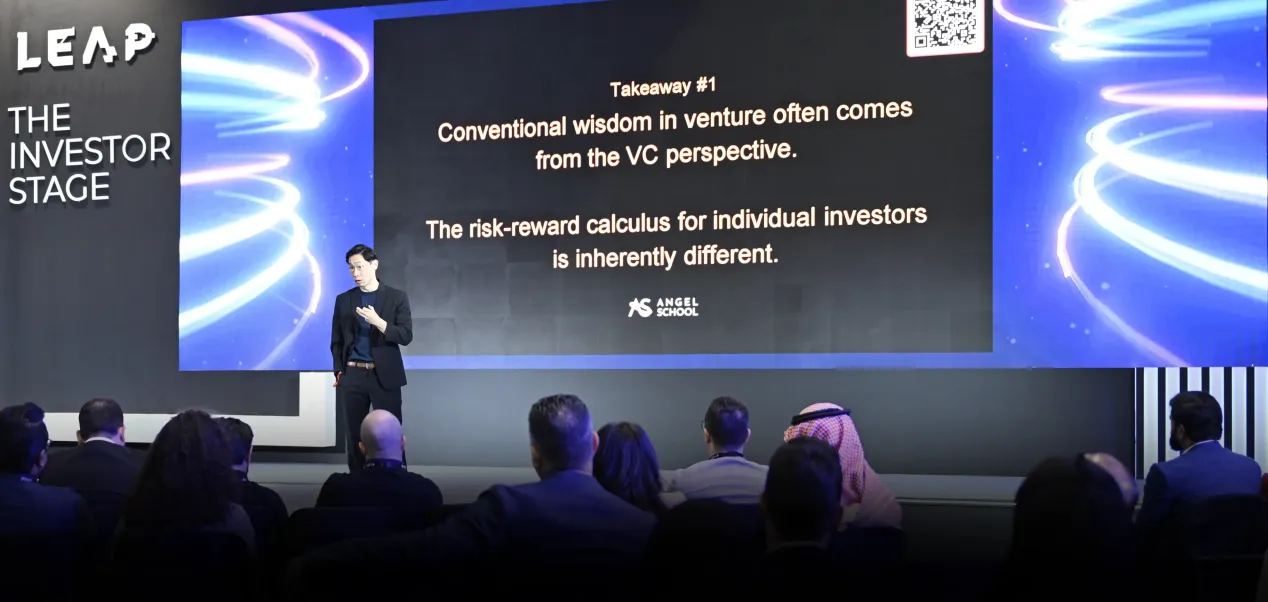 LEAP
THE
INVESTOR
STAGE
Takeaway #1
Conventional wisdom in venture often comes
from the VC perspective.
The risk-reward calculus for individual investors
is inherently different.
AS ANGEL
SCHOOL